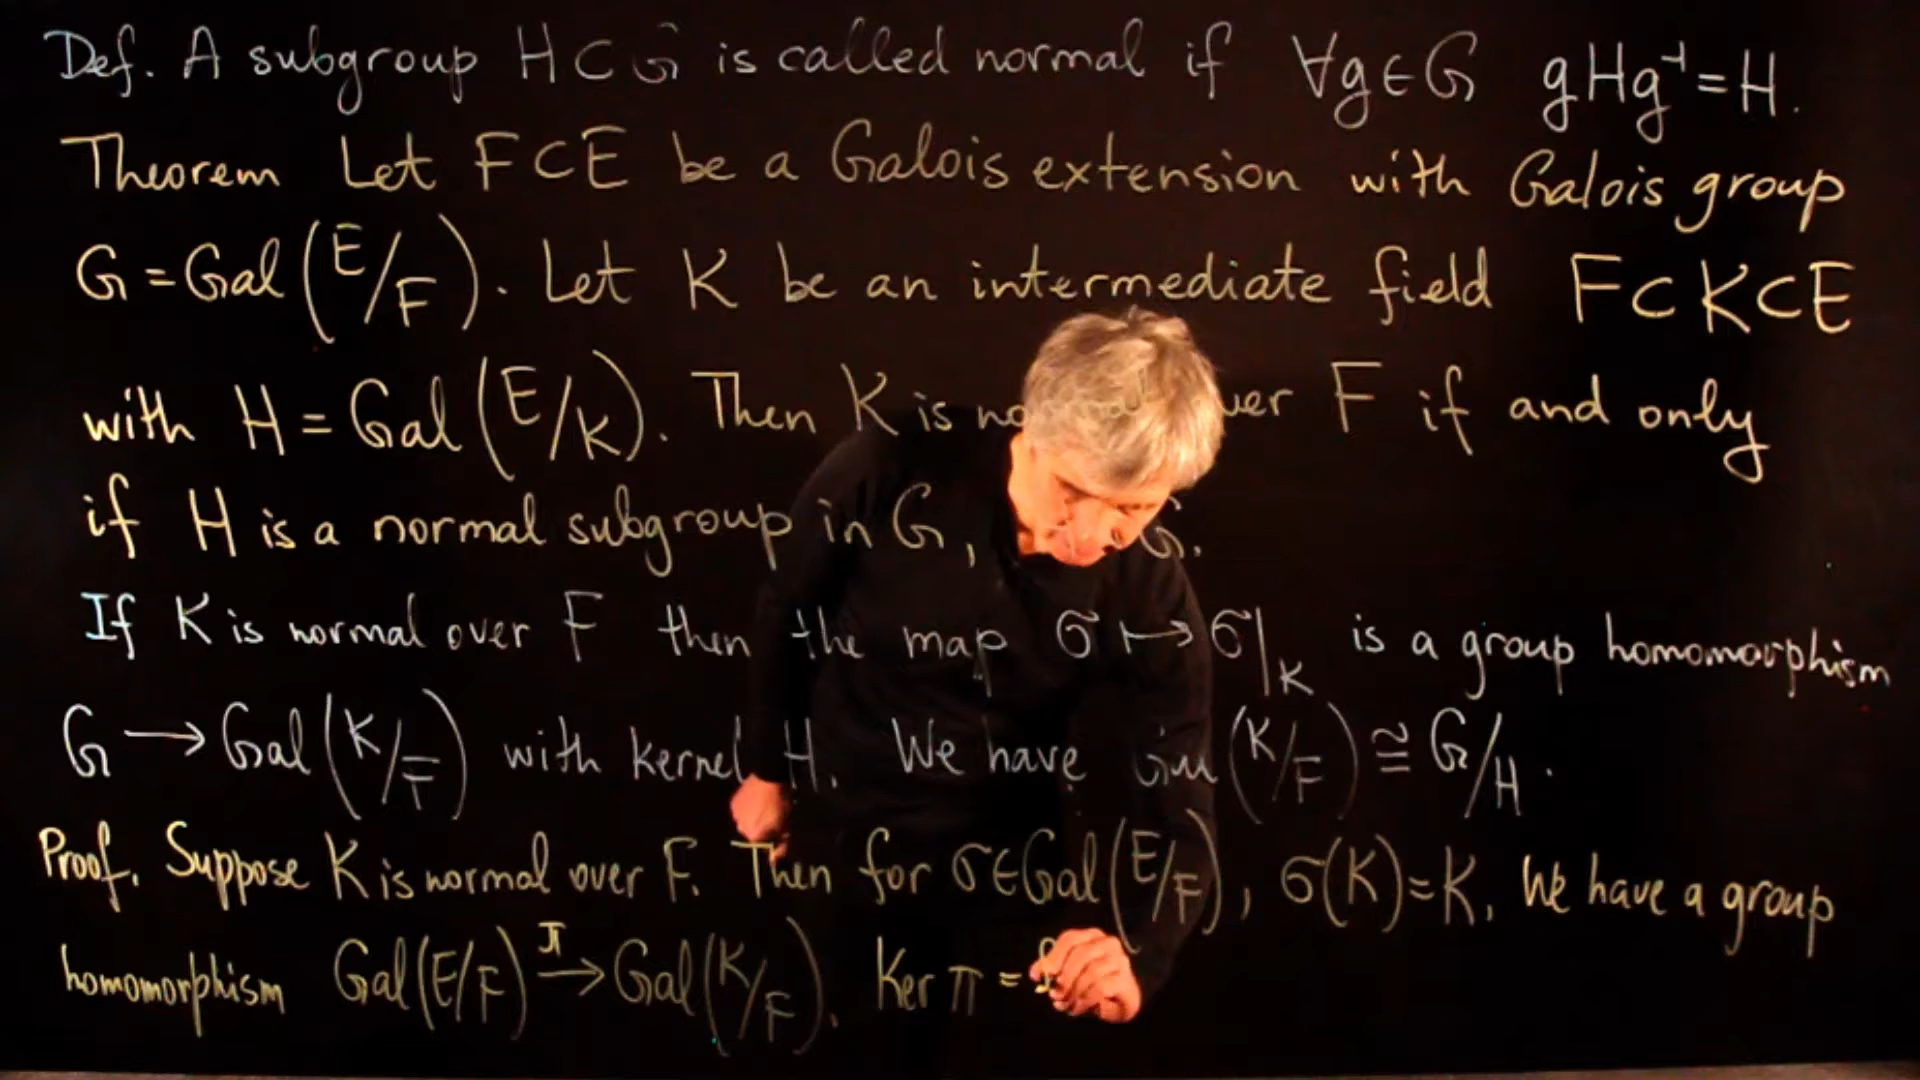 Def. A subgroup H ⊂ G is called normal if ∀g∈G gHg⁻¹=H.
Theorem Let F⊂E be a Galois extension with Galois group
G = Gal(E/F). Let K be an intermediate field F⊂K⊂E
with H = Gal(E/K). Then K is F if and only
if H is a normal subgroup in G, G.
If K is normal over F then the map σ ↦ σ|_K is a group homomorphism
G → Gal(K/F) with kernel H. We have (K/F) ≅ G/H.
Proof. Suppose K is normal over F. Then for σ∈Gal(E/F), σ(K)=K. We have a group
homomorphism Gal(E/F) →^π Gal(K/F). Ker π = {